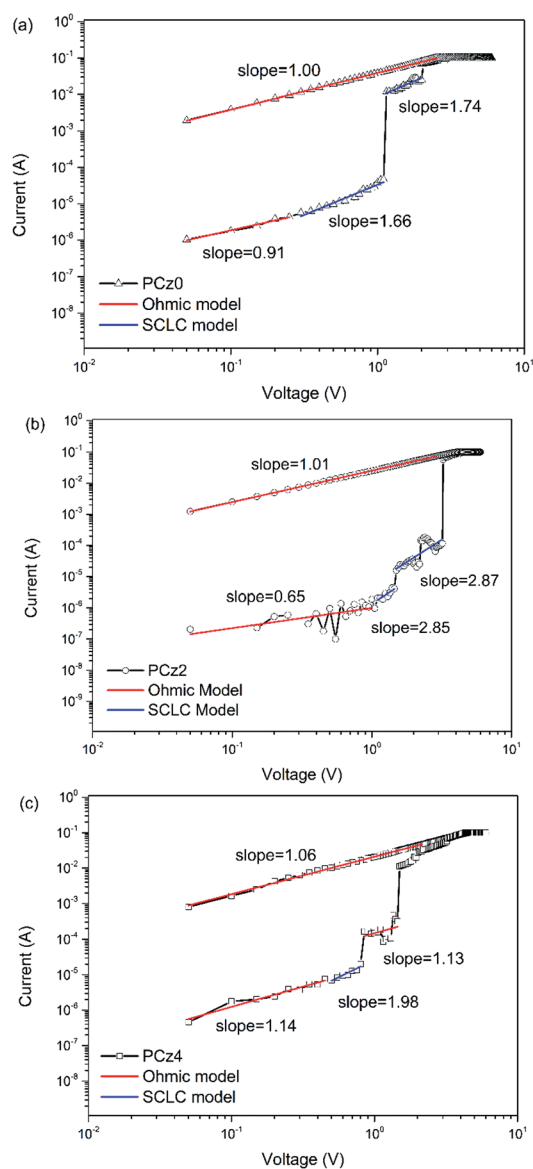 (a)
10^0
10^-1
10^-2
10^-3
10^-4
10^-5
10^-6
10^-7
10^-8
Current (A)
slope=1.00
slope=1.74
slope=1.66
slope=0.91
PCz0
Ohmic model
SCLC model
10^-2 10^-1 10^0 10^1
Voltage (V)
(b)
10^0
10^-1
10^-2
10^-3
10^-4
10^-5
10^-6
10^-7
10^-8
10^-9
Current (A)
slope=1.01
slope=0.65
slope=2.87
slope=2.85
PCz2
Ohmic Model
SCLC Model
10^-2 10^-1 10^0 10^1
Voltage (V)
(c)
10^0
10^-1
10^-2
10^-3
10^-4
10^-5
10^-6
10^-7
10^-8
Current (A)
slope=1.06
slope=1.13
slope=1.98
slope=1.14
PCz4
Ohmic model
SCLC model
10^-2 10^-1 10^0 10^1
Voltage (V)